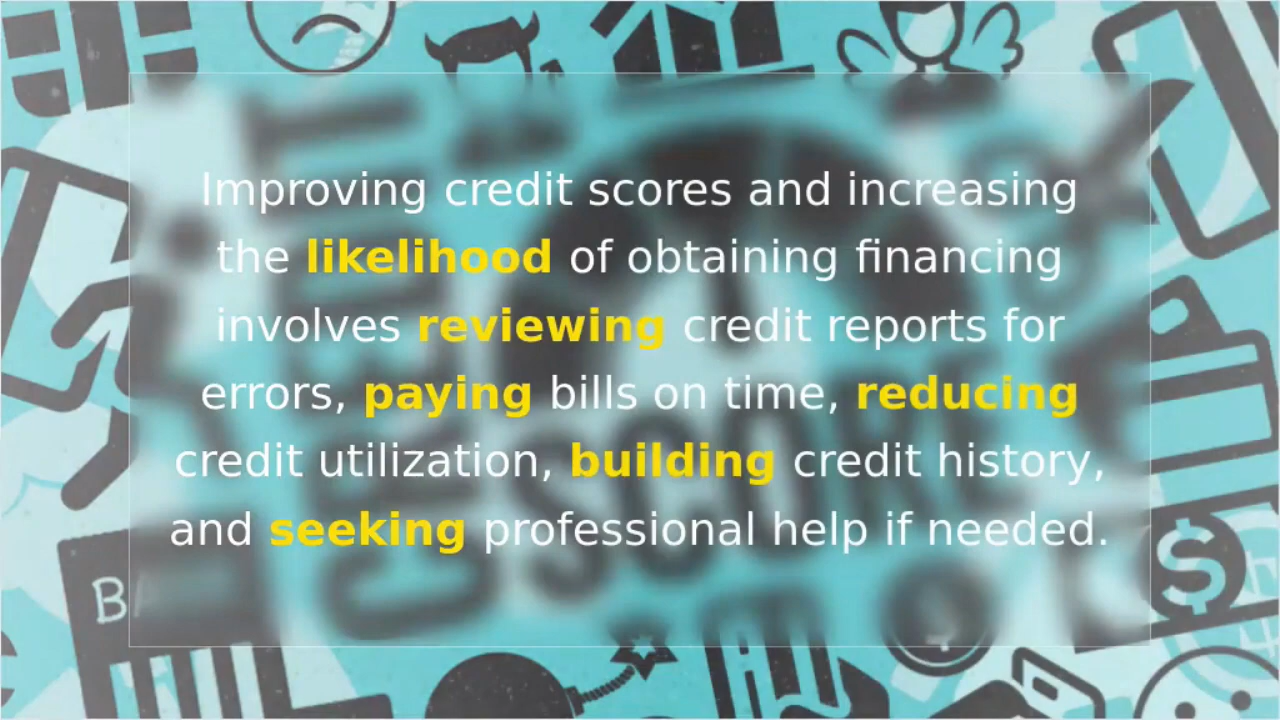 Improving credit scores and increasing
the likelihood of obtaining financing
involves reviewing credit reports for
errors, paying bills on time, reducing
credit utilization, building credit history,
and seeking professional help if needed.
SCORE
$